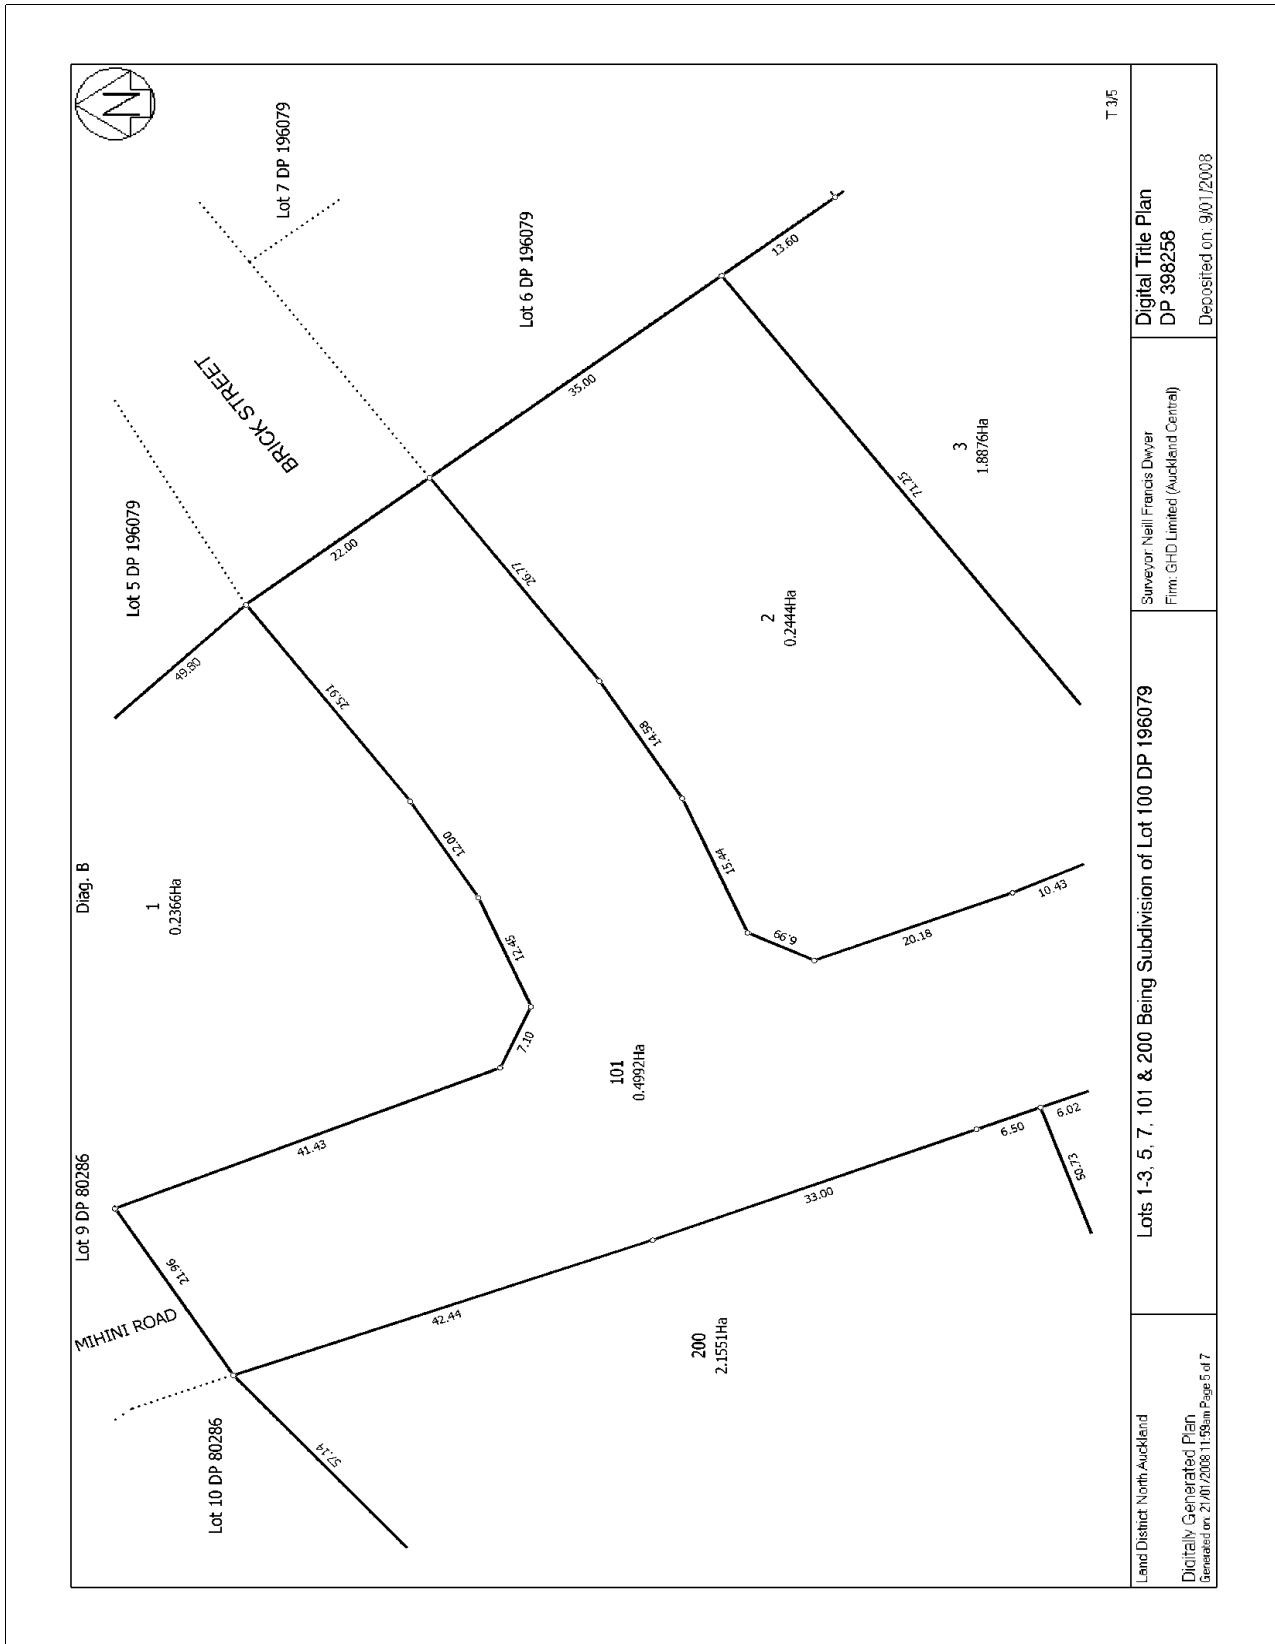 Diag. B
Lot 9 DP 80286
MIHINI ROAD
Lot 10 DP 80286
Lot 5 DP 196079
BRICK STREET
Lot 7 DP 196079
Lot 6 DP 196079
N
1
0.2366Ha
2
0.2444Ha
3
1.8876Ha
101
0.4992Ha
200
2.1551Ha
57.14
21.96
41.43
7.10
12.45
12.00
25.91
49.80
22.00
35.00
13.60
26.77
14.58
15.44
6.99
20.18
10.43
71.25
42.44
33.00
6.50
6.02
50.73
T 3/5
Land District: North Auckland
Digitally Generated Plan
Generated on: 21/01/2008 11:59am Page 5 of 7
Lots 1-3, 5, 7, 101 & 200 Being Subdivision of Lot 100 DP 196079
Surveyor: Neill Francis Dwyer
Firm: GHD Limited (Auckland Central)
Digital Title Plan
DP 398258
Deposited on: 9/01/2008